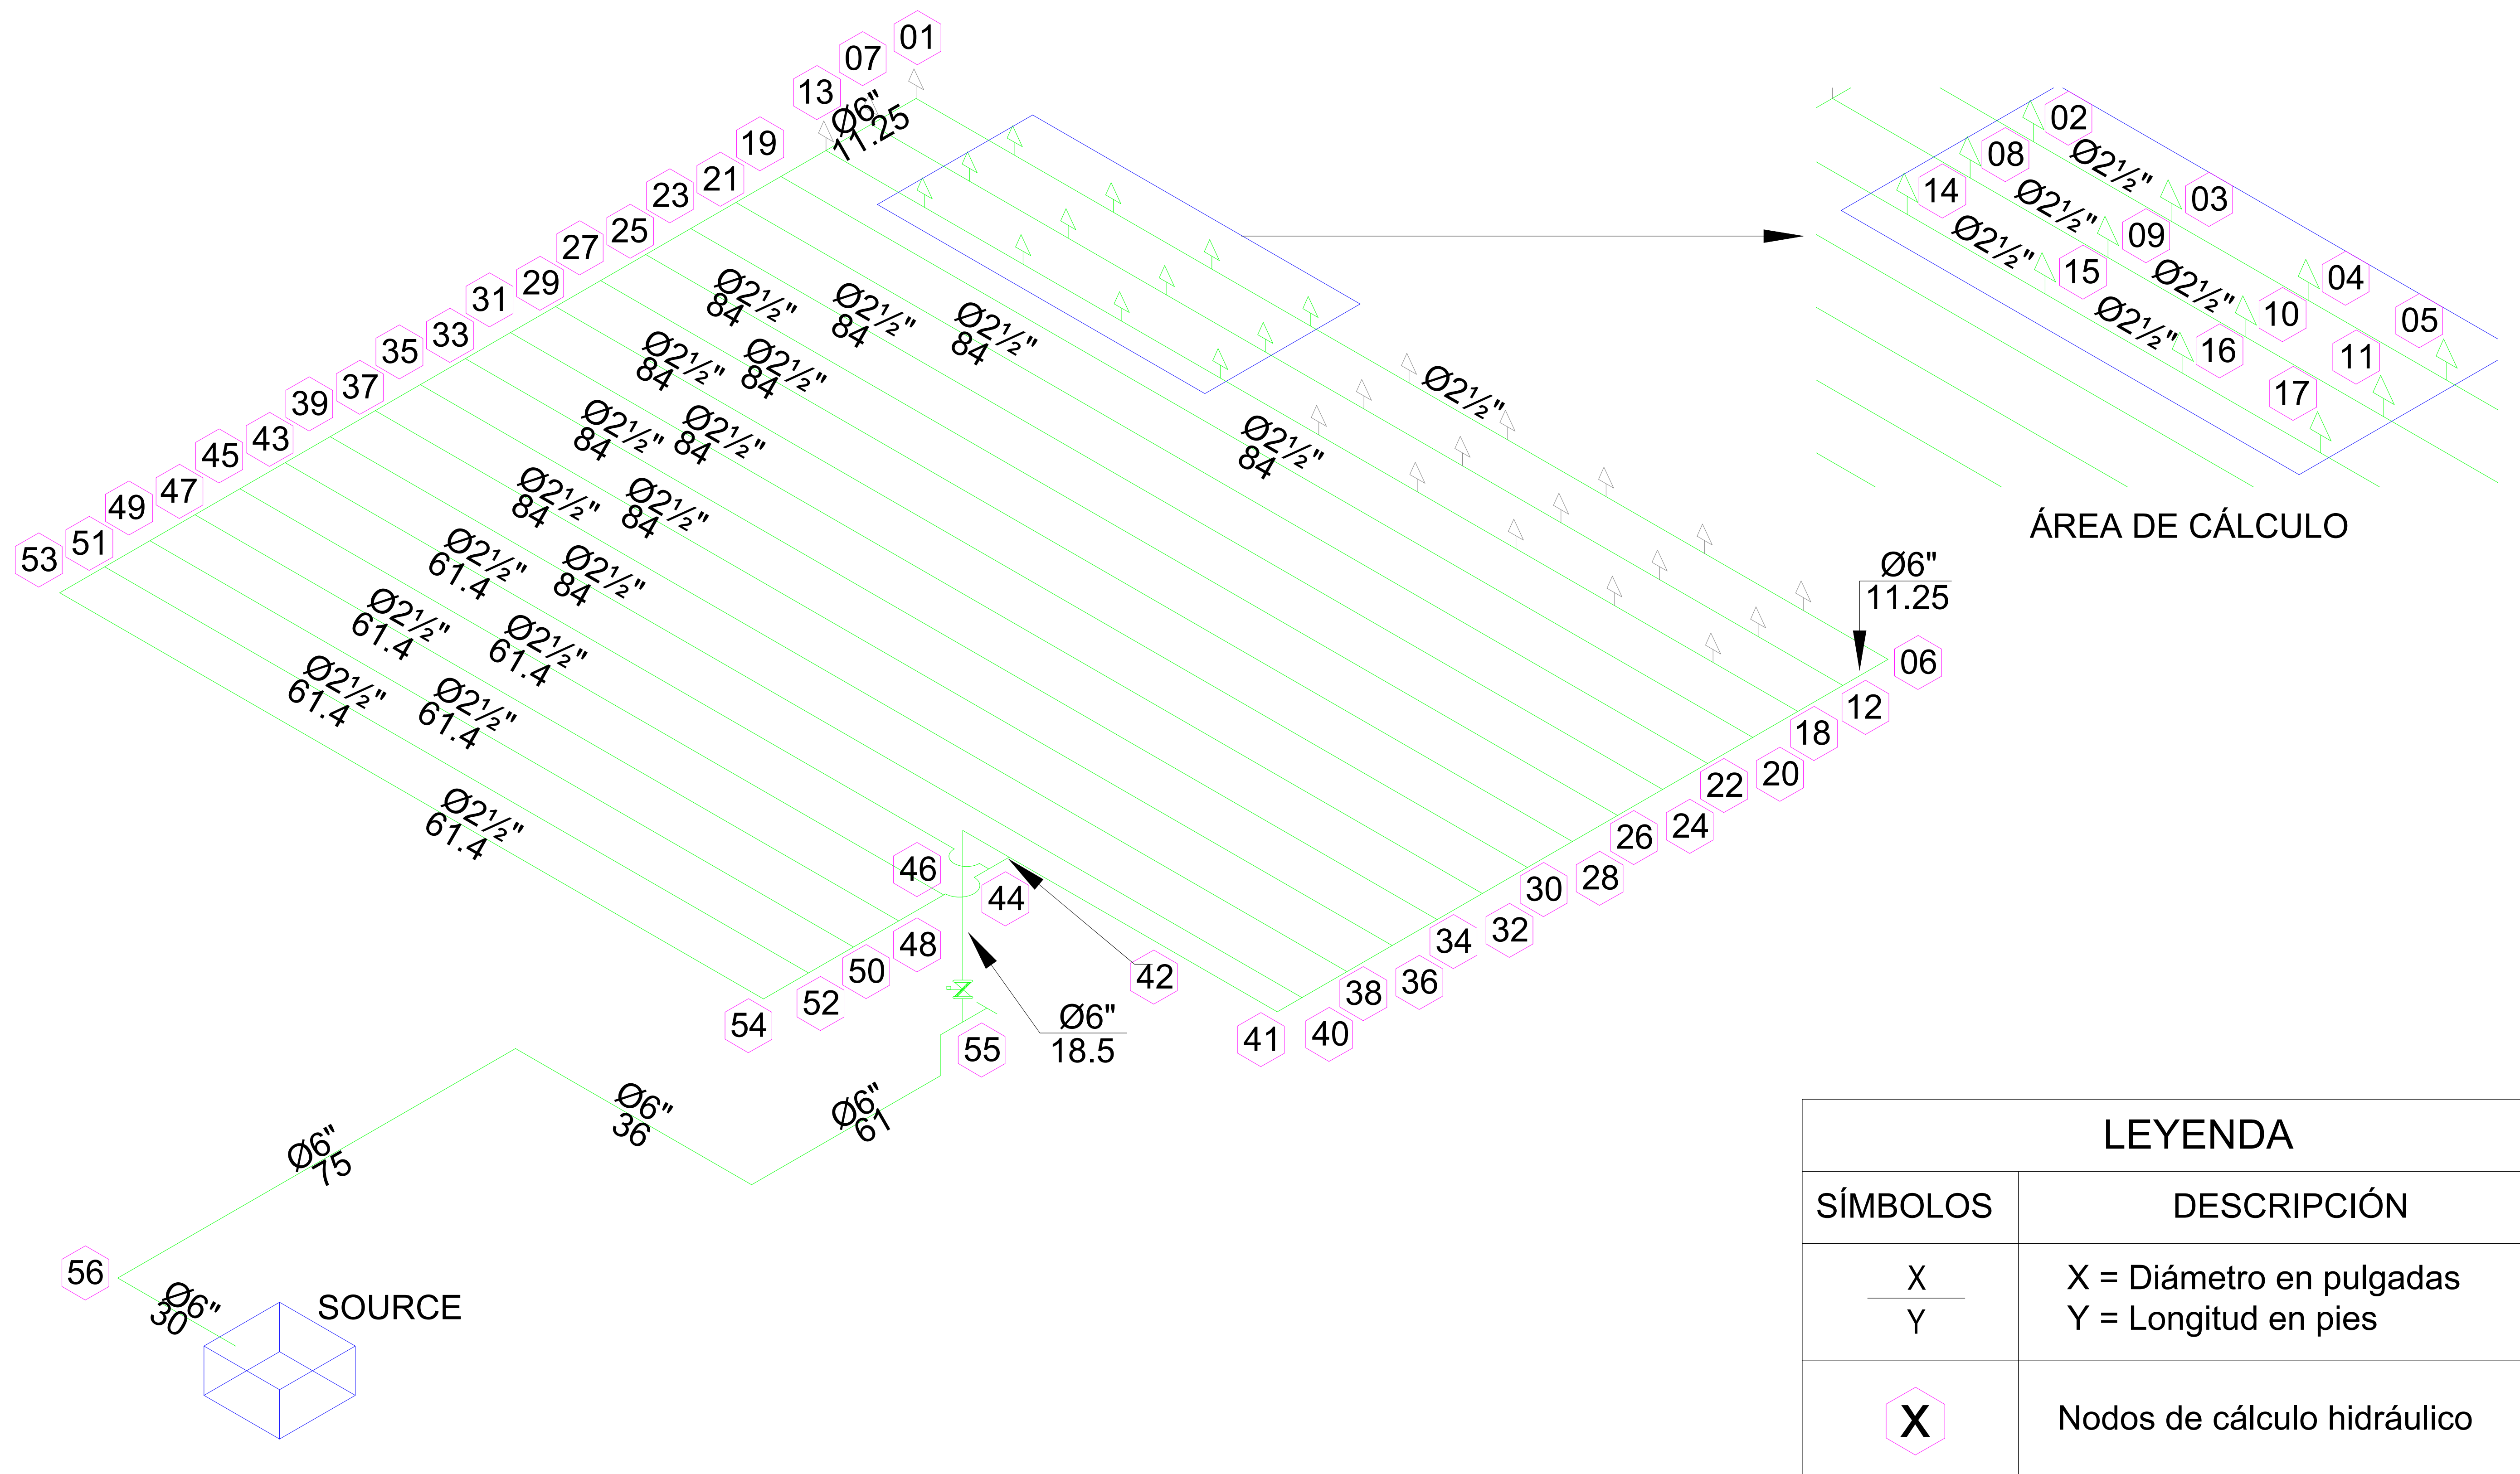 01
07
13
Ø6"
11.25
19
21
23
25
27
29
31
33
35
37
39
43
45
47
49
51
53
Ø2½"
84
Ø2½"
84
Ø2½"
84
Ø2½"
84
Ø2½"
84
Ø2½"
84
Ø2½"
84
Ø2½"
84
Ø2½"
84
Ø2½"
61.4
Ø2½"
84
Ø2½"
61.4
Ø2½"
61.4
Ø2½"
61.4
Ø2½"
61.4
Ø2½"
61.4
Ø2½"
84
Ø2½"
02
08
14
Ø2½"
03
Ø2½"
09
Ø2½"
15
04
Ø2½"
10
05
Ø2½"
16
11
17
ÁREA DE CÁLCULO
Ø6"
11.25
06
12
18
20
22
24
26
28
30
32
34
36
38
40
41
42
44
46
48
50
52
54
Ø6"
18.5
55
Ø6"
61
Ø6"
36
Ø6"
75
56
Ø6"
30
SOURCE
LEYENDA
SÍMBOLOS
DESCRIPCIÓN
X
Y
X = Diámetro en pulgadas
Y = Longitud en pies
X
Nodos de cálculo hidráulico